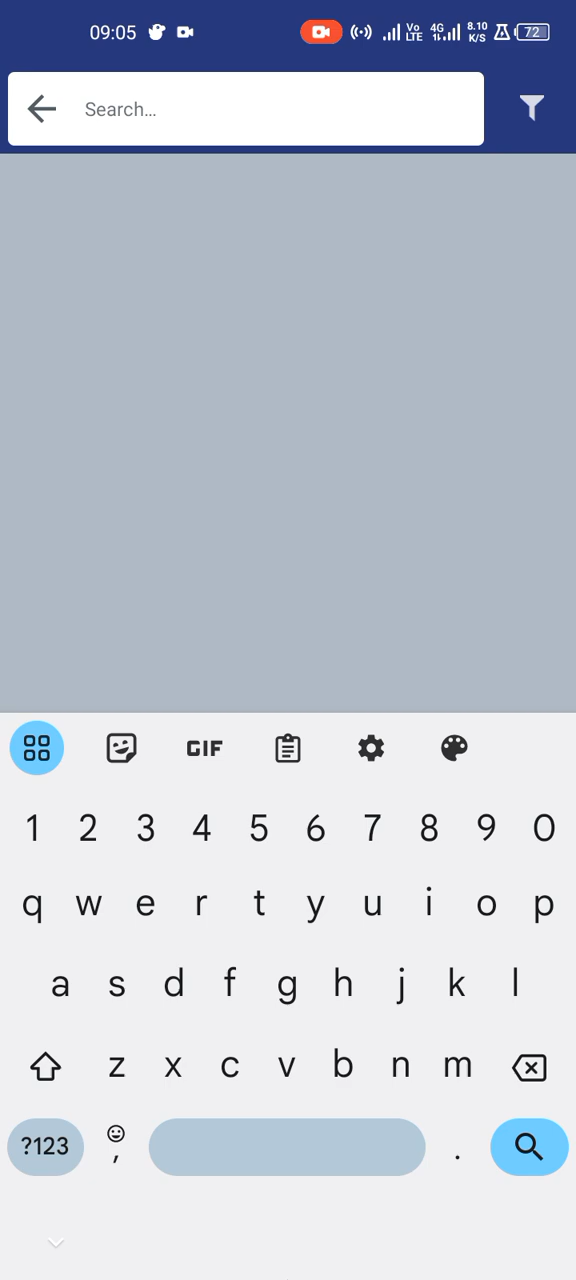 09:05 Vo LTE 4G 8.10 K/S 72
Search...
GIF
1 2 3 4 5 6 7 8 9 0
q w e r t y u i o p
a s d f g h j k l
z x c v b n m
?123 , .